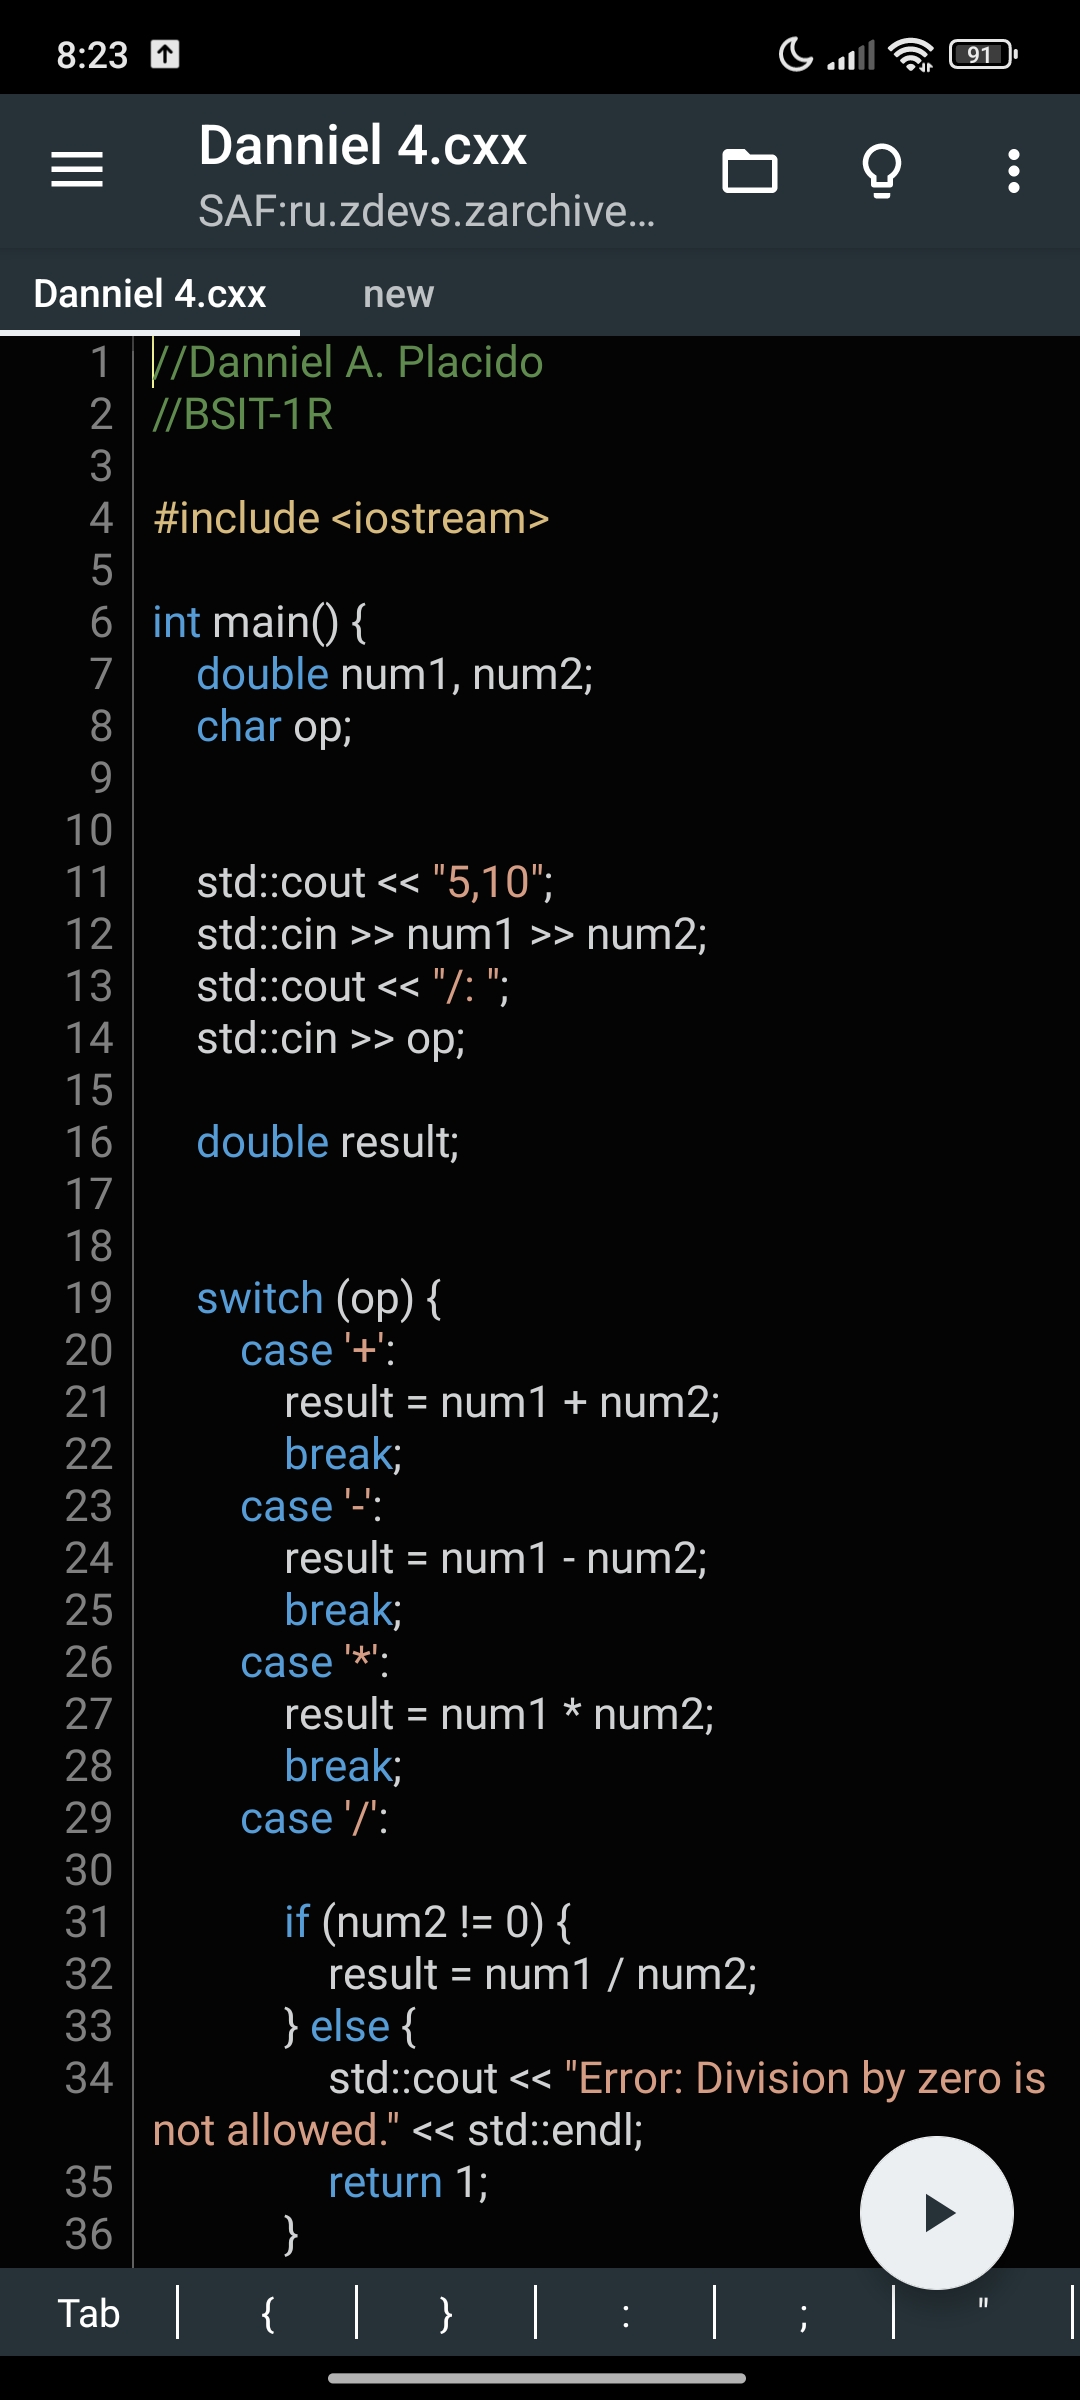 8:23
91
Danniel 4.cxx
SAF:ru.zdevs.zarchive...
Danniel 4.cxx new
1 //Danniel A. Placido
2 //BSIT-1R
3
4 #include <iostream>
5
6 int main() {
7 double num1, num2;
8 char op;
9
10
11 std::cout << "5,10";
12 std::cin >> num1 >> num2;
13 std::cout << "/: ";
14 std::cin >> op;
15
16 double result;
17
18
19 switch (op) {
20 case '+':
21 result = num1 + num2;
22 break;
23 case '-':
24 result = num1 - num2;
25 break;
26 case '*':
27 result = num1 * num2;
28 break;
29 case '/':
30
31 if (num2 != 0) {
32 result = num1 / num2;
33 } else {
34 std::cout << "Error: Division by zero is
not allowed." << std::endl;
35 return 1;
36 }
Tab { } : ; "